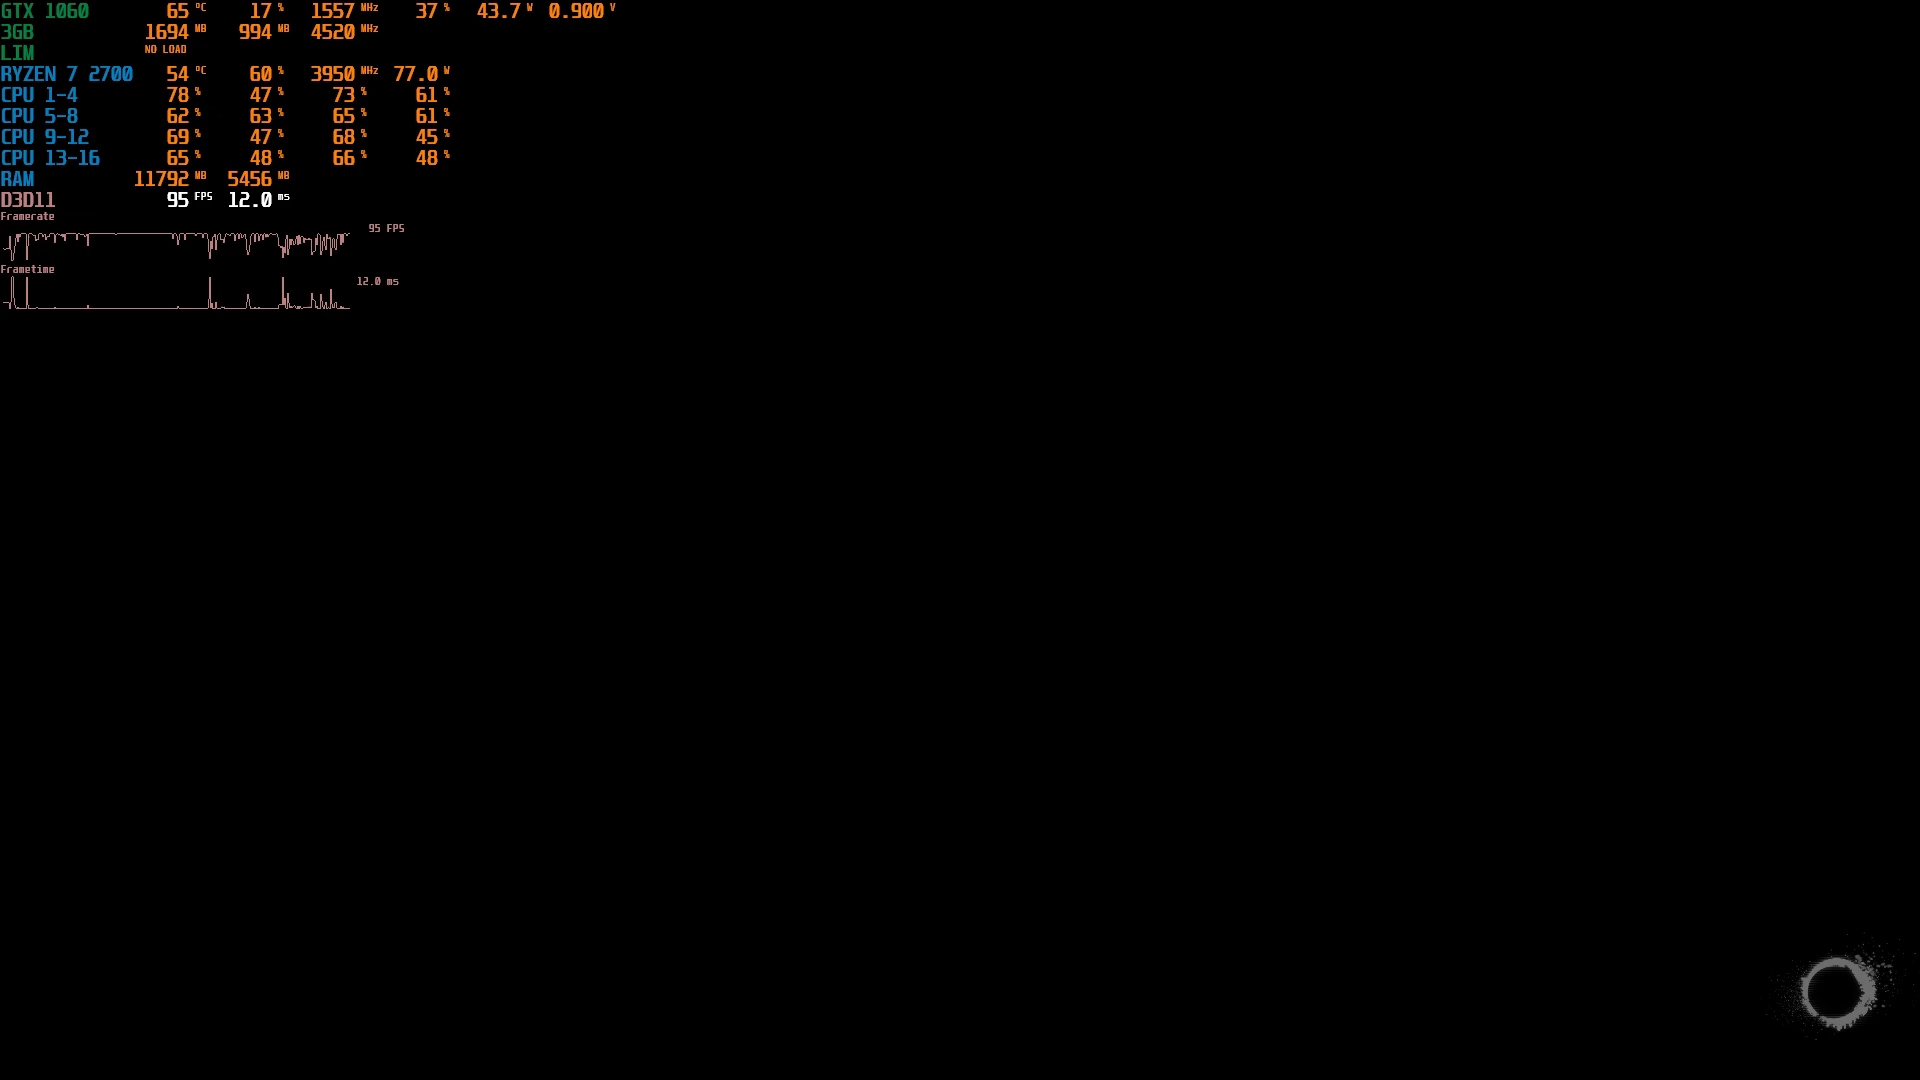 GTX 1060 65 °C 17 % 1557 MHz 37 % 43.7 W 0.900 V
3GB 1694 MB 994 MB 4520 MHz
LIM NO LOAD
RYZEN 7 2700 54 °C 60 % 3950 MHz 77.0 W
CPU 1-4 78 % 47 % 73 % 61 %
CPU 5-8 62 % 63 % 65 % 61 %
CPU 9-12 69 % 47 % 68 % 45 %
CPU 13-16 65 % 48 % 66 % 48 %
RAM 11792 MB 5456 MB
D3D11 95 FPS 12.0 ms
Framerate
95 FPS
Frametime
12.0 ms